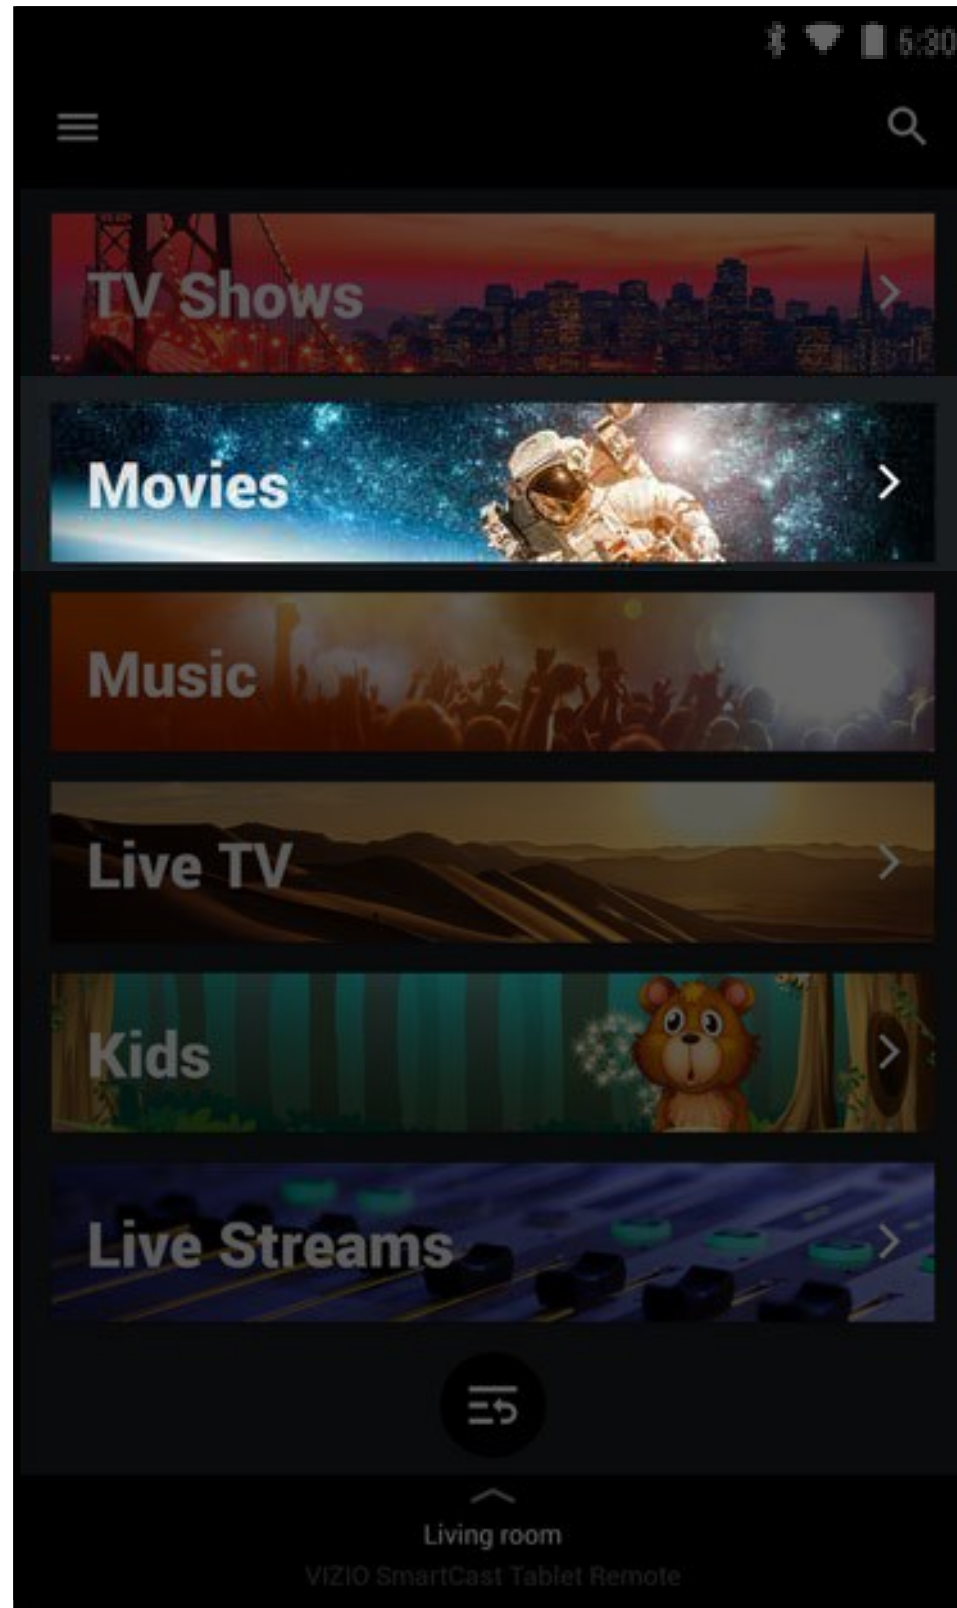 5:30
TV Shows
Movies
Music
Live TV
Kids
Live Streams
Living room
VIZIO SmartCast Tablet Remote